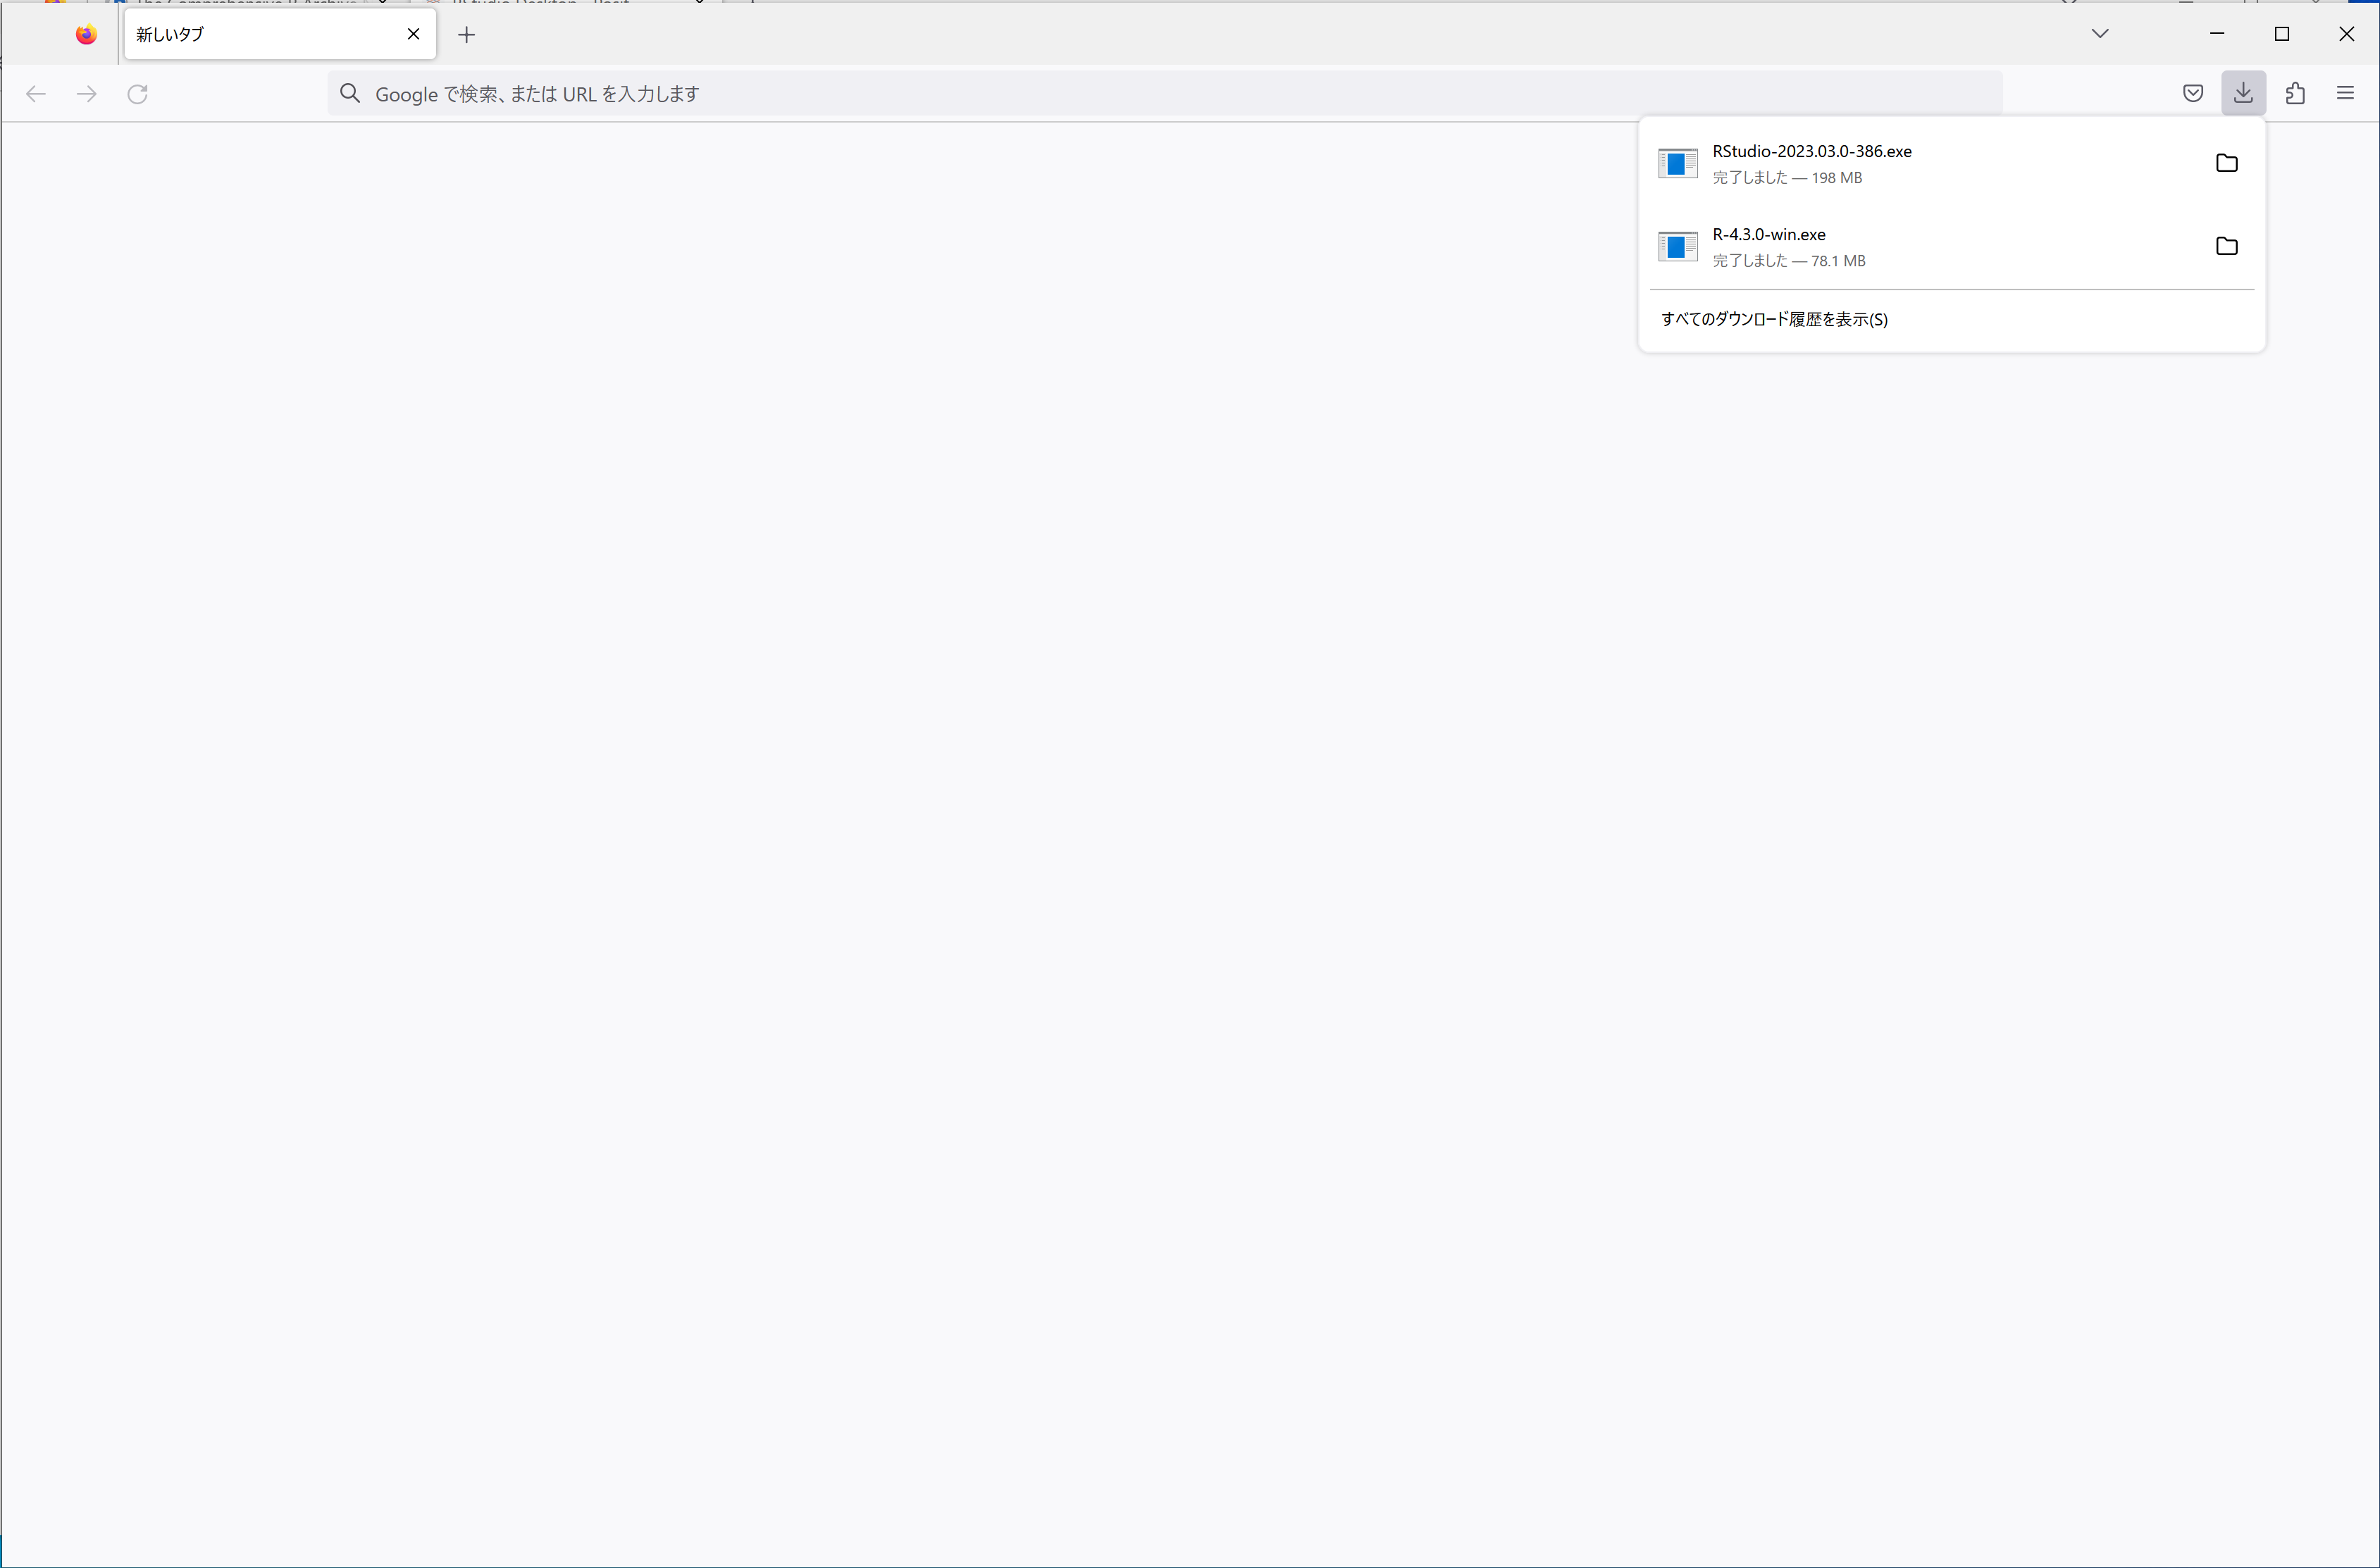 新しいタブ
Google で検索、または URL を入力します
RStudio-2023.03.0-386.exe
完了しました — 198 MB
R-4.3.0-win.exe
完了しました — 78.1 MB
すべてのダウンロード履歴を表示(S)